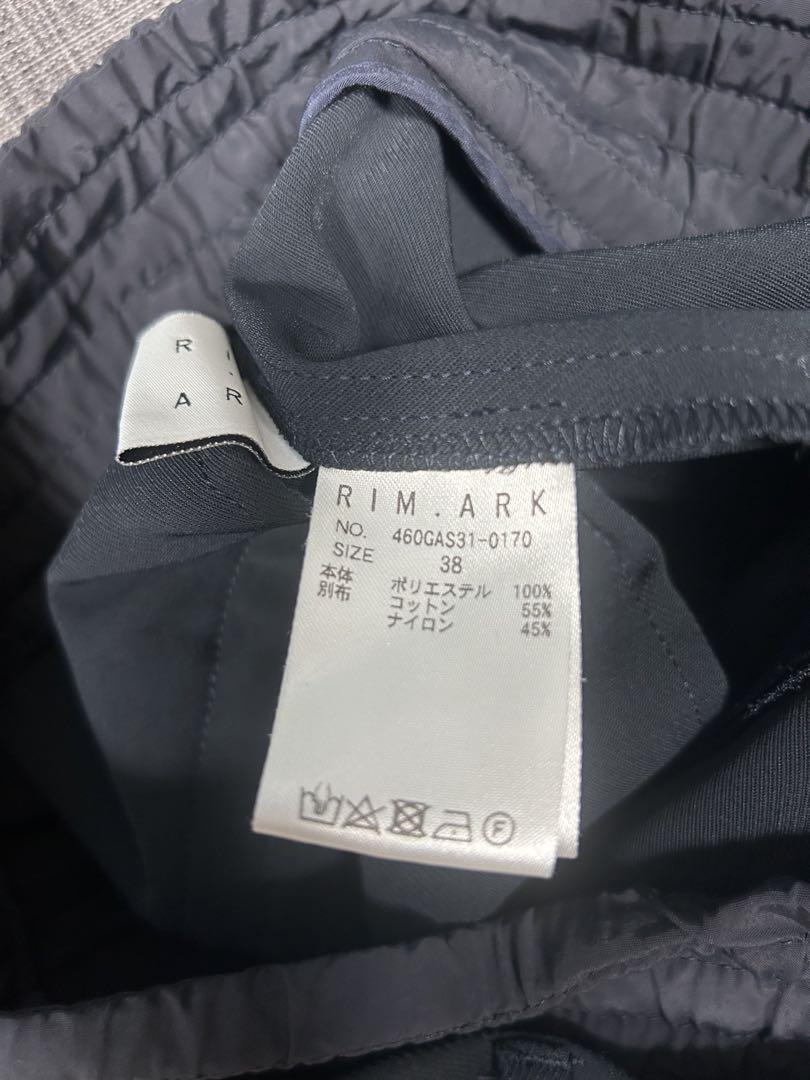 R
A R
RIM.ARK
NO. 460GAS31-0170
SIZE 38
本体 ポリエステル 100%
別布 コットン 55%
ナイロン 45%
F